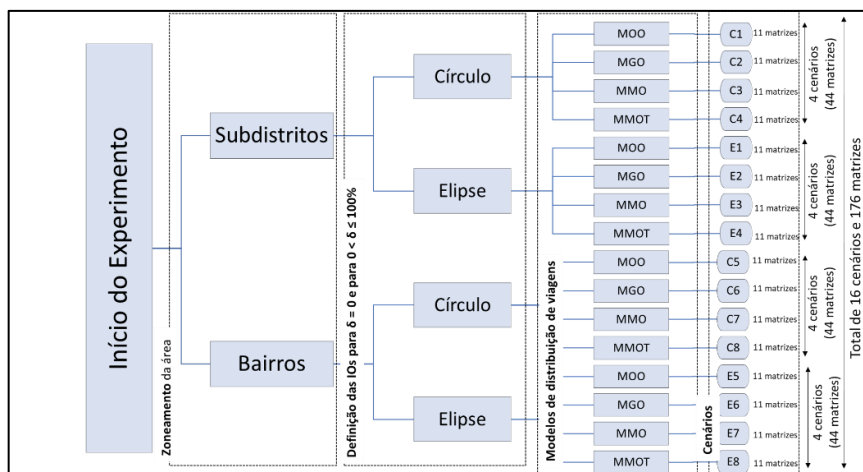 Início do Experimento
Zoneamento da área
Subdistritos
Bairros
Definição das IOs para δ = 0 e para 0 < δ ≤ 100%
Círculo
Elipse
Círculo
Elipse
Modelos de distribuição de viagens
MOO
MGO
MMO
MMOT
MOO
MGO
MMO
MMOT
MOO
MGO
MMO
MMOT
MOO
MGO
MMO
MMOT
Cenários
C1 11 matrizes
C2 11 matrizes
C3 11 matrizes
C4 11 matrizes
E1 11 matrizes
E2 11 matrizes
E3 11 matrizes
E4 11 matrizes
C5 11 matrizes
C6 11 matrizes
C7 11 matrizes
C8 11 matrizes
E5 11 matrizes
E6 11 matrizes
E7 11 matrizes
E8 11 matrizes
4 cenários
(44 matrizes)
4 cenários
(44 matrizes)
4 cenários
(44 matrizes)
4 cenários
(44 matrizes)
Total de 16 cenários e 176 matrizes